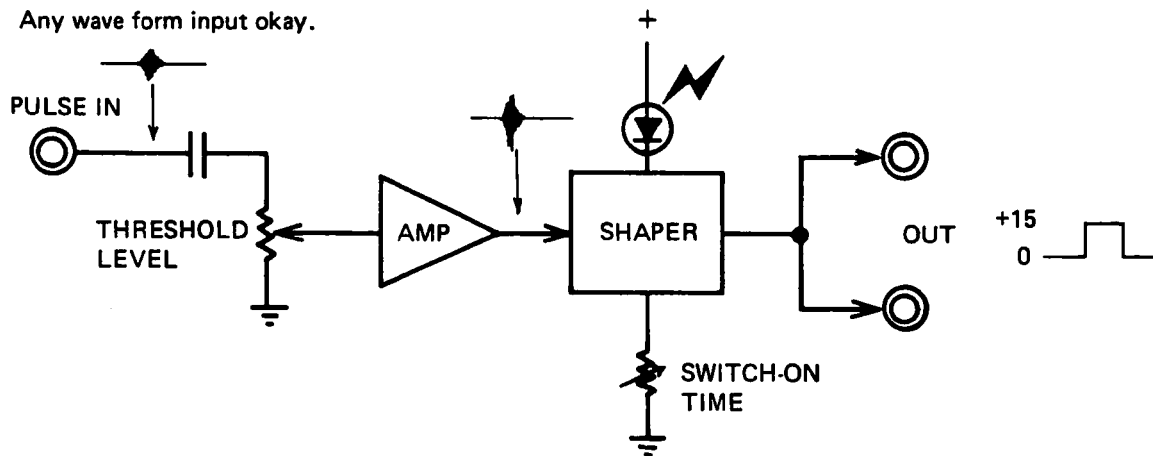 Any wave form input okay.
+
PULSE IN
THRESHOLD
LEVEL
AMP
SHAPER
OUT
+15
0
SWITCH-ON
TIME